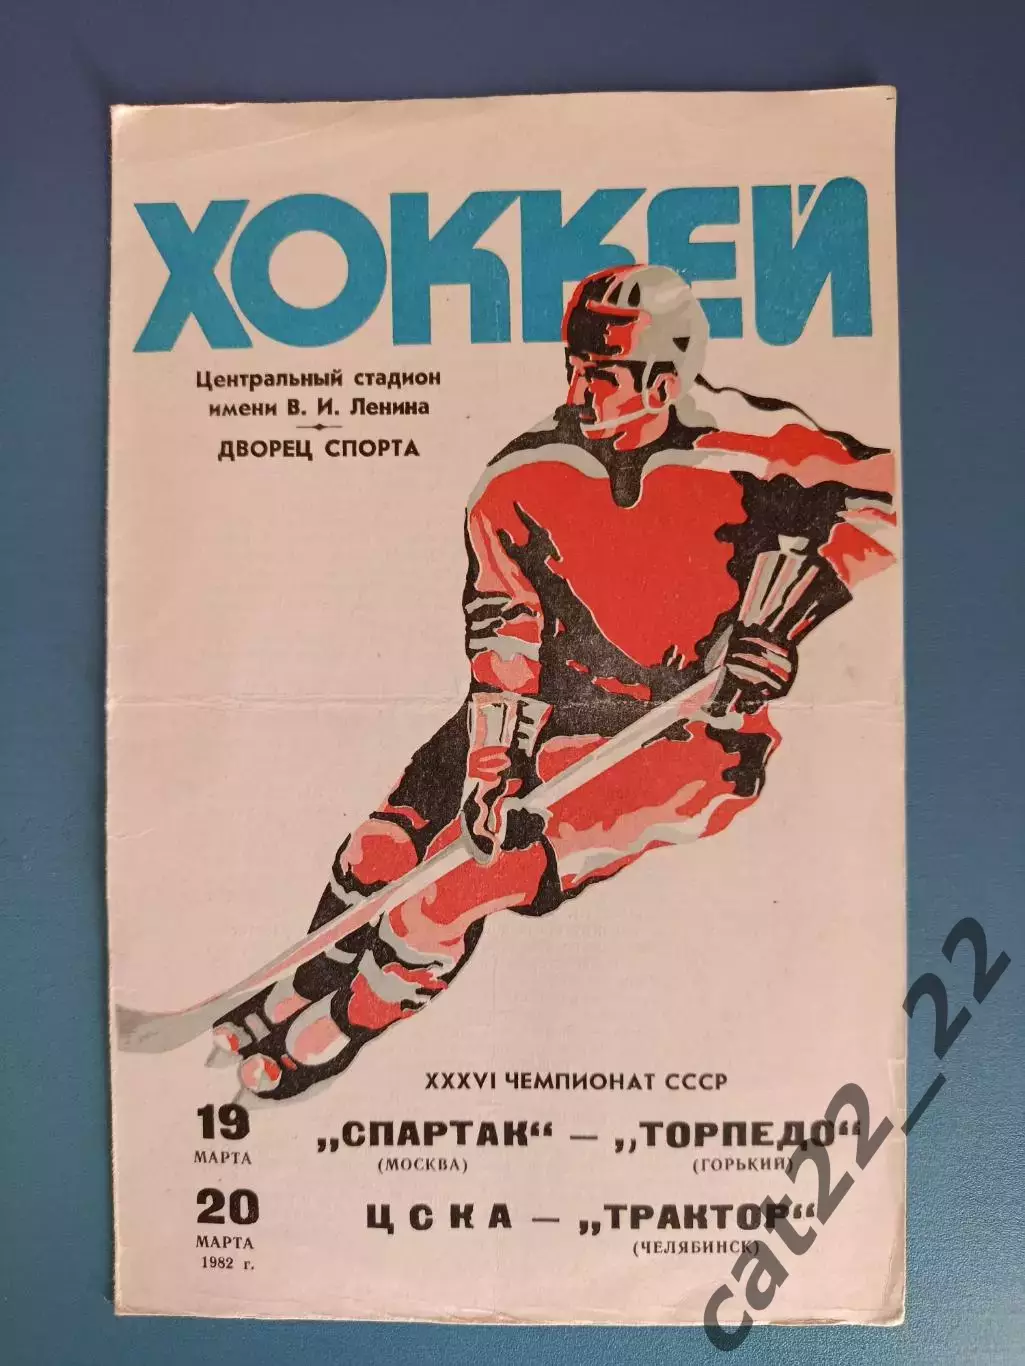 ХОККЕЙ
Центральный стадион
имени В. И. Ленина
ДВОРЕЦ СПОРТА
XXXVI ЧЕМПИОНАТ СССР
19 „СПАРТАК“ — „ТОРПЕДО“
МАРТА (МОСКВА) (ГОРЬКИЙ)
20 ЦСКА — „ТРАКТОР“
МАРТА (ЧЕЛЯБИНСК)
1982 г.
cat22_22